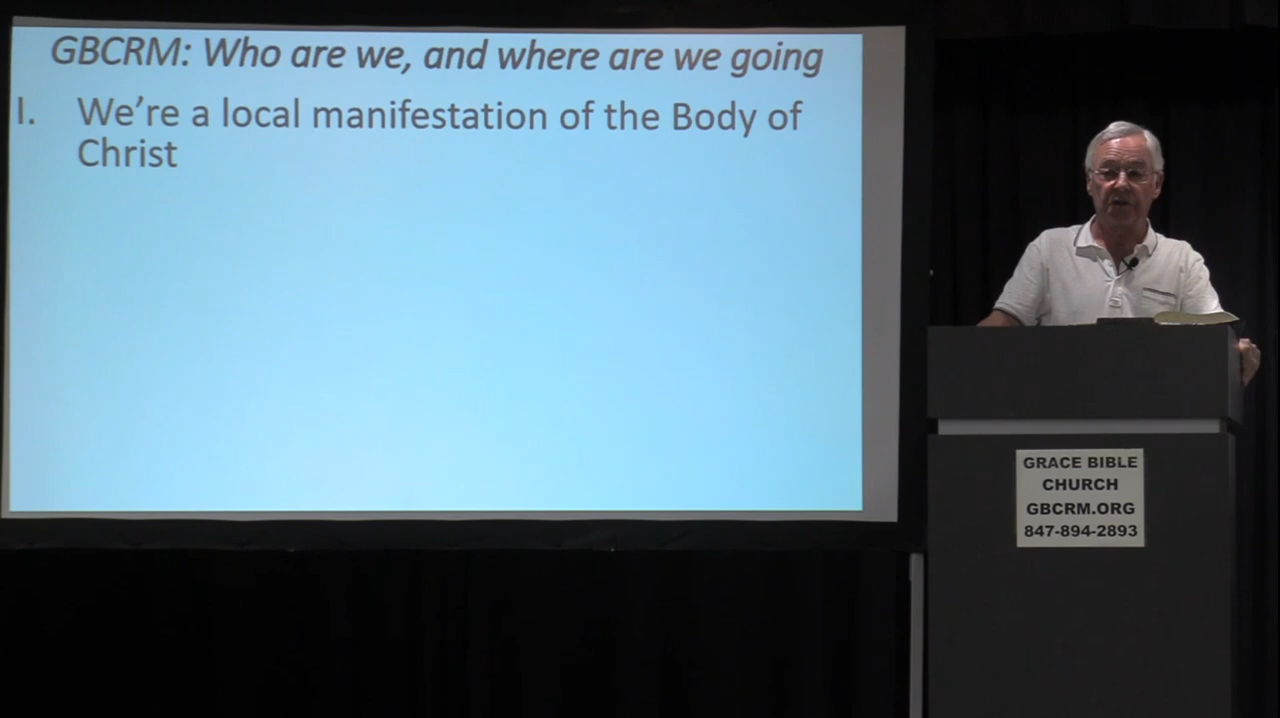 GBCRM: Who are we, and where are we going
I. We're a local manifestation of the Body of
Christ
GRACE BIBLE
CHURCH
GBCRM.ORG
847-894-2893